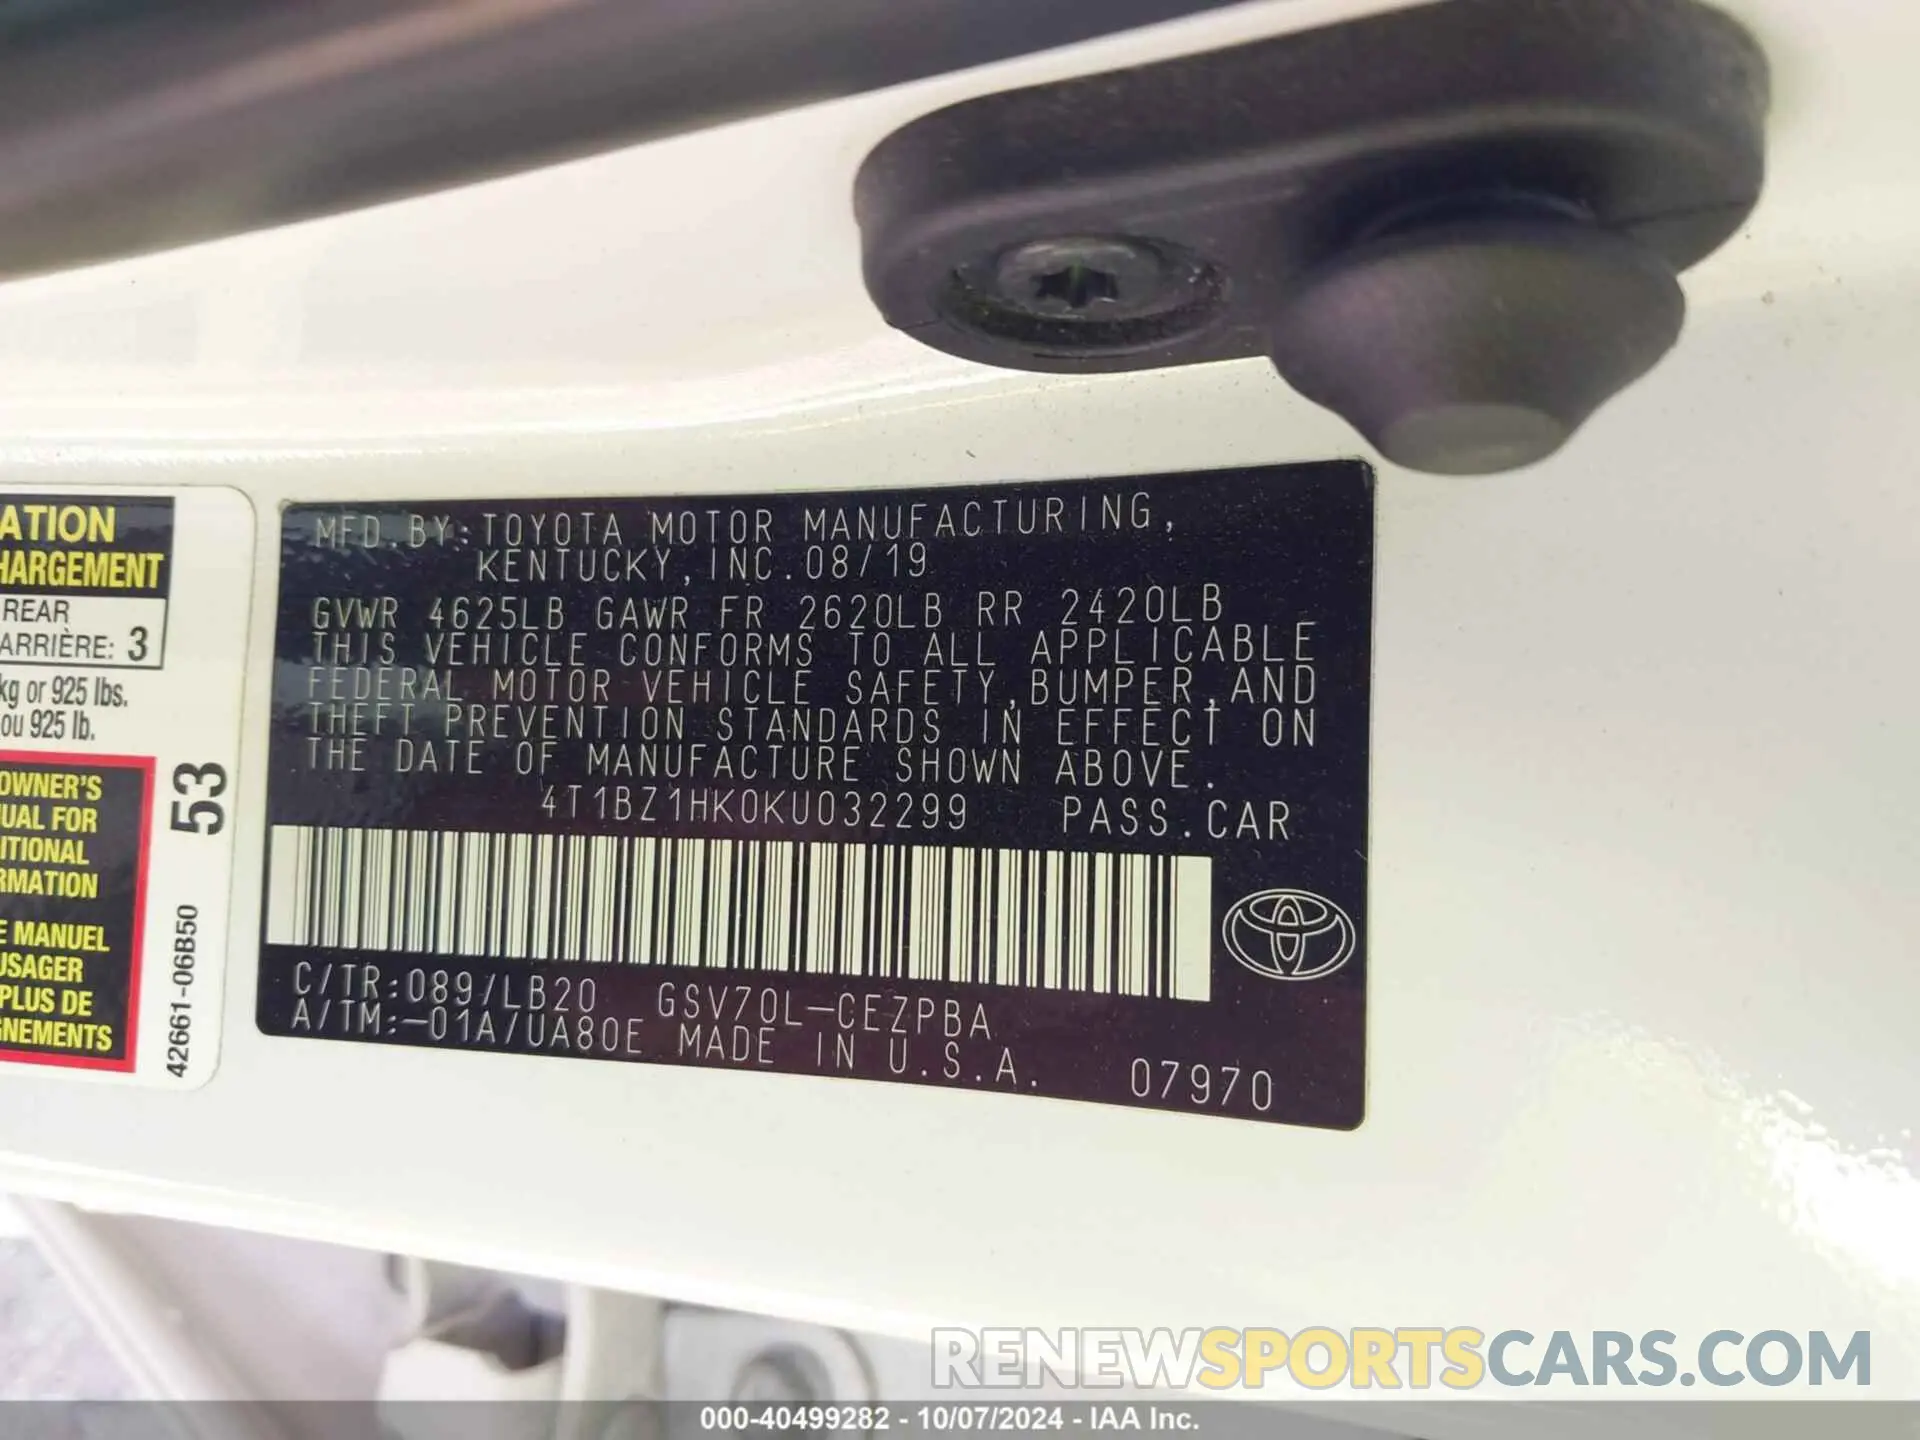 ATION
HARGEMENT
REAR
ARRIÈRE: 3
kg or 925 lbs.
ou 925 lb.
OWNER'S
UAL FOR
ITIONAL
RMATION
E MANUEL
USAGER
PLUS DE
GNEMENTS
53
42661-06B50
MFD.BY:TOYOTA MOTOR MANUFACTURING,
KENTUCKY,INC.08/19
GVWR 4625LB GAWR FR 2620LB RR 2420LB
THIS VEHICLE CONFORMS TO ALL APPLICABLE
FEDERAL MOTOR VEHICLE SAFETY,BUMPER,AND
THEFT PREVENTION STANDARDS IN EFFECT ON
THE DATE OF MANUFACTURE SHOWN ABOVE.
4T1BZ1HK0KU032299 PASS.CAR
C/TR:089/LB20 GSV70L-CEZPBA
A/TM:-01A/UA80E MADE IN U.S.A. 07970
RENEWSPORTSCARS.COM
000-40499282 - 10/07/2024 - IAA Inc.